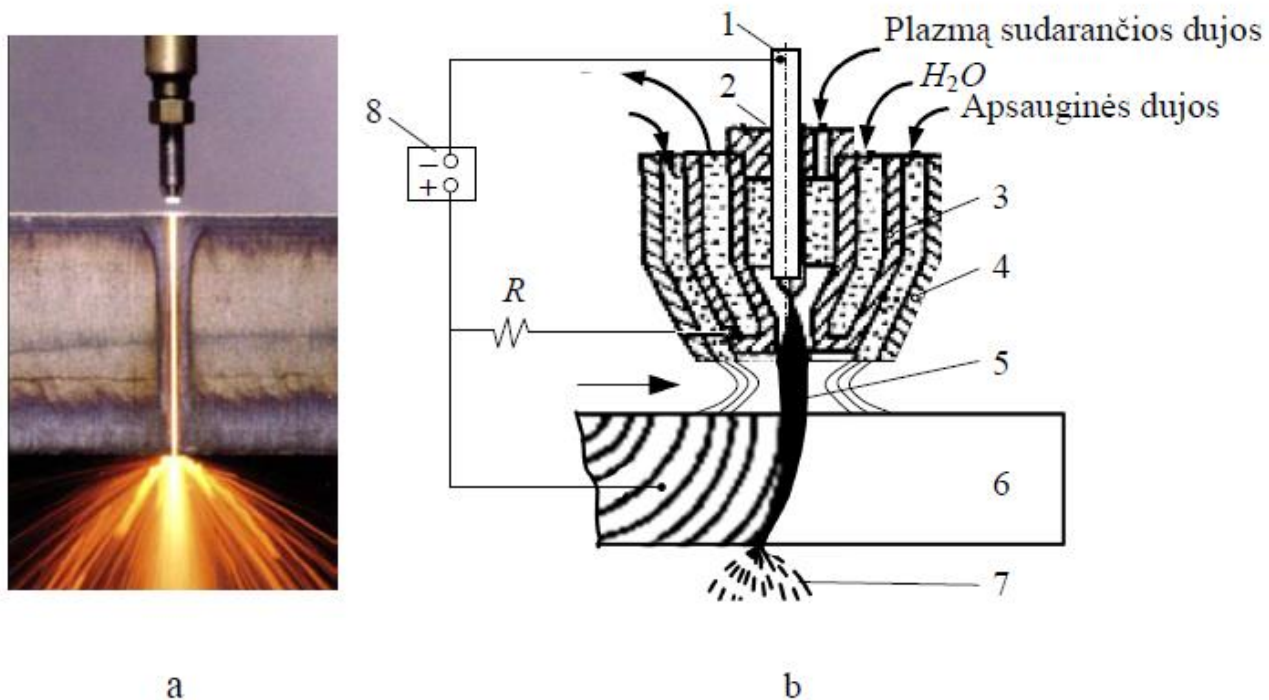 1
Plazmą sudarančios dujos
2
H₂O
Apsauginės dujos
8
−
+
3
4
R
5
6
7
a
b